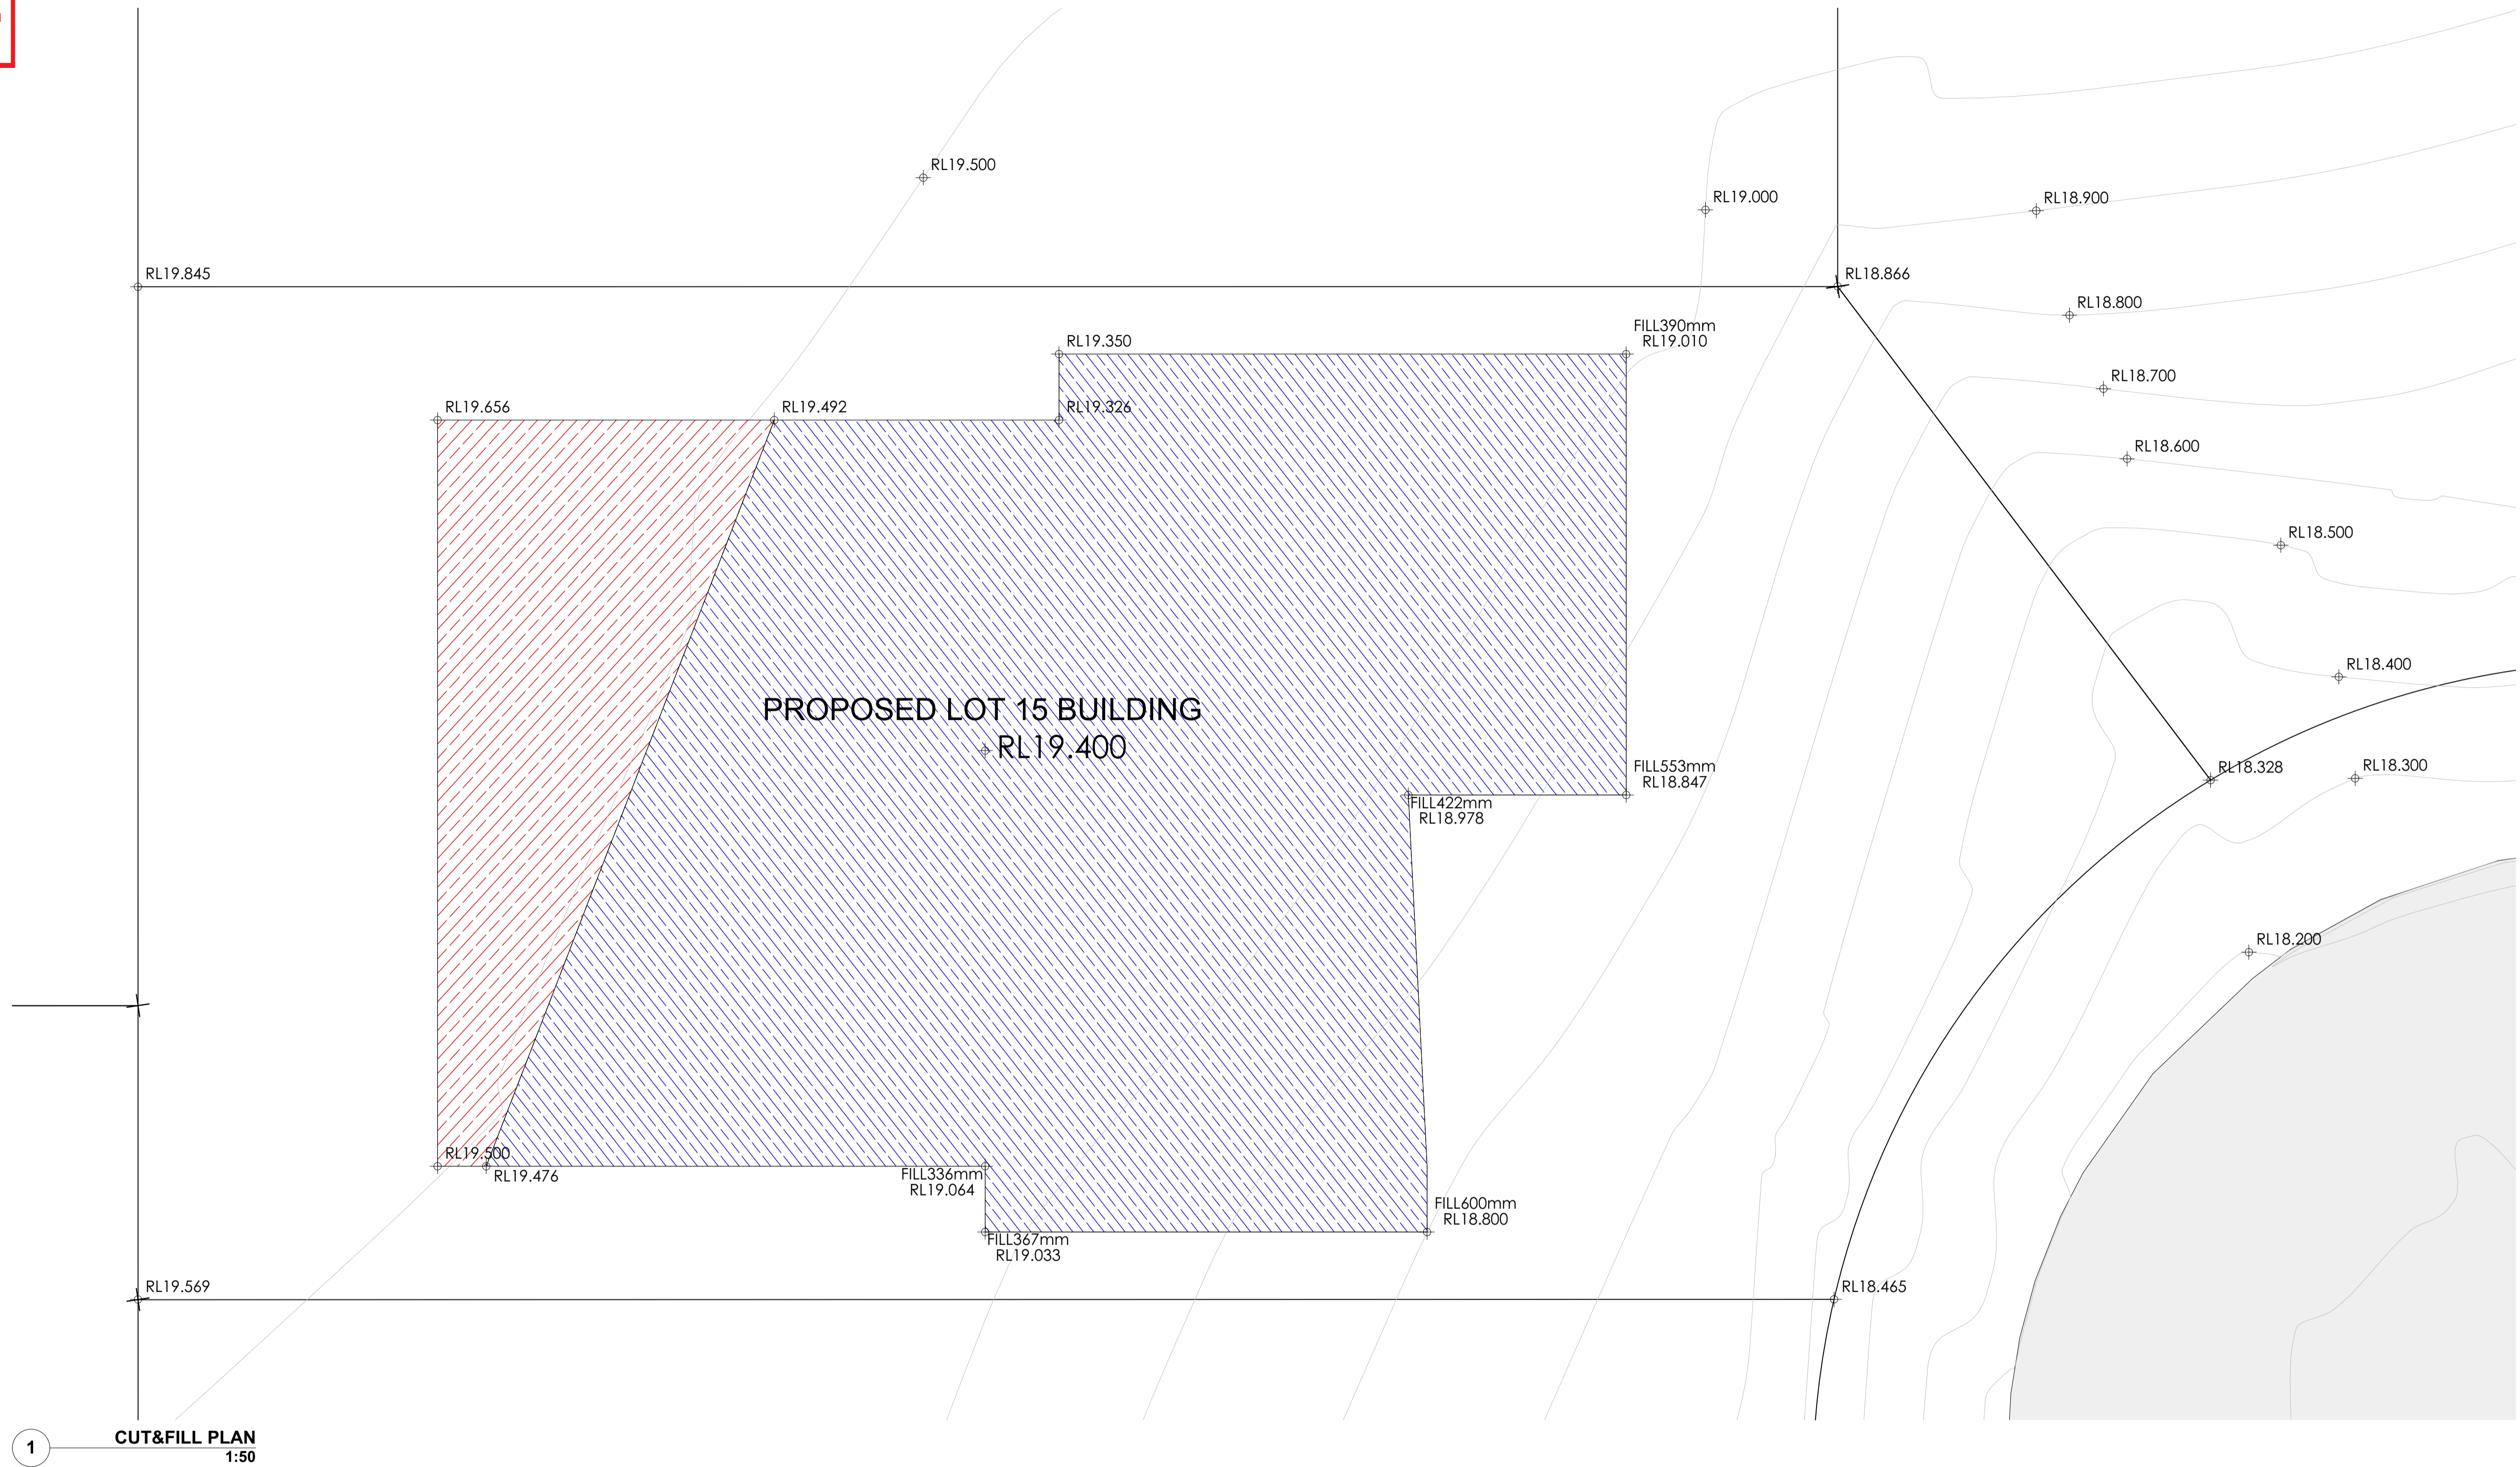 RL19.500
RL19.000
RL18.900
RL19.845
RL18.866
RL18.800
FILL390mm
RL19.350
RL19.010
RL18.700
RL19.656
RL19.492
RL19.326
RL18.600
RL18.500
RL18.400
PROPOSED LOT 15 BUILDING
RL19.400
FILL553mm
RL18.847
RL18.328
RL18.300
FILL422mm
RL18.978
RL18.200
RL19.500
RL19.476
FILL336mm
RL19.064
FILL600mm
RL18.800
FILL367mm
RL19.033
RL19.569
RL18.465
1
CUT&FILL PLAN
1:50